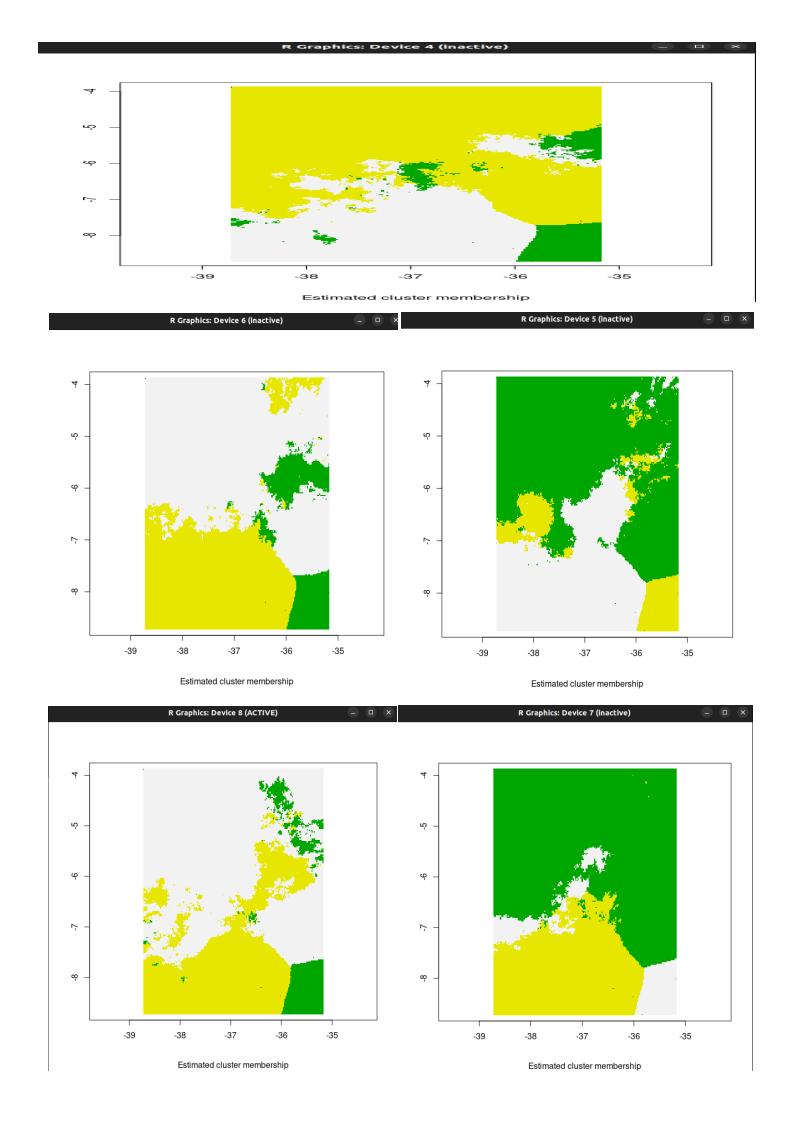 R Graphics: Device 4 (inactive)
-4
-5
-6
-7
-8
-39 -38 -37 -36 -35
Estimated cluster membership
R Graphics: Device 6 (inactive)
-4
-5
-6
-7
-8
-39 -38 -37 -36 -35
Estimated cluster membership
R Graphics: Device 5 (inactive)
-4
-5
-6
-7
-8
-39 -38 -37 -36 -35
Estimated cluster membership
R Graphics: Device 8 (ACTIVE)
-4
-5
-6
-7
-8
-39 -38 -37 -36 -35
Estimated cluster membership
R Graphics: Device 7 (inactive)
-4
-5
-6
-7
-8
-39 -38 -37 -36 -35
Estimated cluster membership